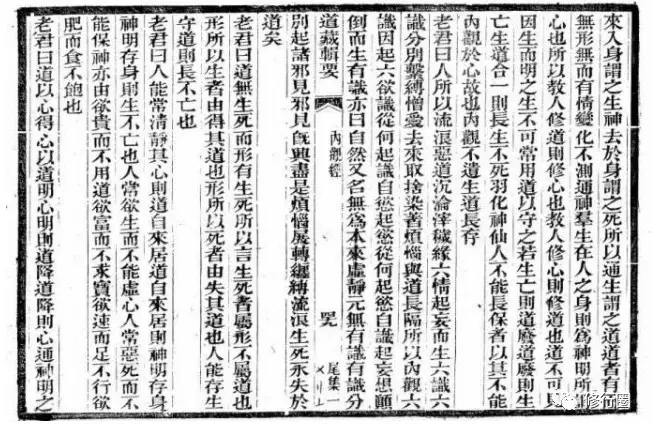 來入身謂之生神去於身謂之死所以通生謂之道道者有
無形無而有情變化不測通神羣生在人之身則爲神明所
心也所以教人修道則修心也教人修心則修道也道不可
因生而明之生不可常用道以守之若生亡則道廢道廢則生
亡生道合一則長生不死羽化神仙人不能長保者以其不能
內觀於心故也內觀不遺生道長存
老君曰人所以流浪惡道沉淪滓穢緣六情起妄而生六識六
識分別繫縛憎愛去來取捨染著煩惱與道長隔所以內觀六
識因起六欲識從何起識自慾起慾從何起慾自識起妄想顛
倒而生有識亦曰自然又名無爲本來虛靜元無有識有識分
道藏輯要
內觀經
尾集一
別起諸邪見邪見旣興盡是煩惱展轉纏縛流浪生死永失於
道矣
老君曰道無生死而形有生死所以言生死者屬形不屬道也
形所以生者由得其道也形所以死者由失其道也人能存生
守道則長不亡也
老君曰人能常清靜其心則道自來居道自來居則神明存身
神明存身則生不亡也人常欲生而不能虛心人常惡死而不
能保神亦由欲貴而不用道欲富而不求寶欲速而足不行欲
肥而食不飽也
老君曰道以心得心以道明心明則道降道降則心通神明之
修行圈